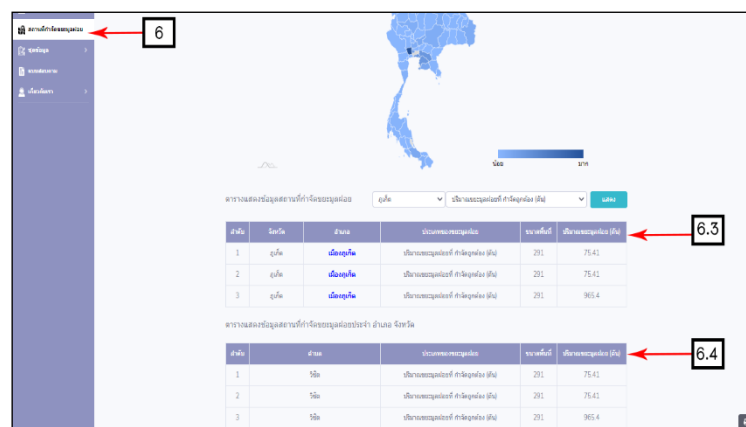 สถานที่กำจัดขยะมูลฝอย
6
ชุดข้อมูล
เกี่ยวกับเรา
น้อย
มาก
ตารางแสดงข้อมูลสถานที่กำจัดขยะมูลฝอย ภูเก็ต ปริมาณขยะมูลฝอยที่ กำจัดถูกต้อง (ตัน) แสดง
6.3
ลำดับ จังหวัด อำเภอ ประเภทของขยะมูลฝอย ขนาดพื้นที่ ปริมาณขยะมูลฝอย (ตัน)
1 ภูเก็ต เมืองภูเก็ต ปริมาณขยะมูลฝอยที่ กำจัดถูกต้อง (ตัน) 291 75.41
2 ภูเก็ต เมืองภูเก็ต ปริมาณขยะมูลฝอยที่ กำจัดถูกต้อง (ตัน) 291 75.41
3 ภูเก็ต เมืองภูเก็ต ปริมาณขยะมูลฝอยที่ กำจัดถูกต้อง (ตัน) 291 965.4
ตารางแสดงข้อมูลสถานที่กำจัดขยะมูลฝอยประจำ อำเภอ จังหวัด
6.4
ลำดับ ตำบล ประเภทของขยะมูลฝอย ขนาดพื้นที่ ปริมาณขยะมูลฝอย (ตัน)
1 วิชิต ปริมาณขยะมูลฝอยที่ กำจัดถูกต้อง (ตัน) 291 75.41
2 วิชิต ปริมาณขยะมูลฝอยที่ กำจัดถูกต้อง (ตัน) 291 75.41
3 วิชิต ปริมาณขยะมูลฝอยที่ กำจัดถูกต้อง (ตัน) 291 965.4